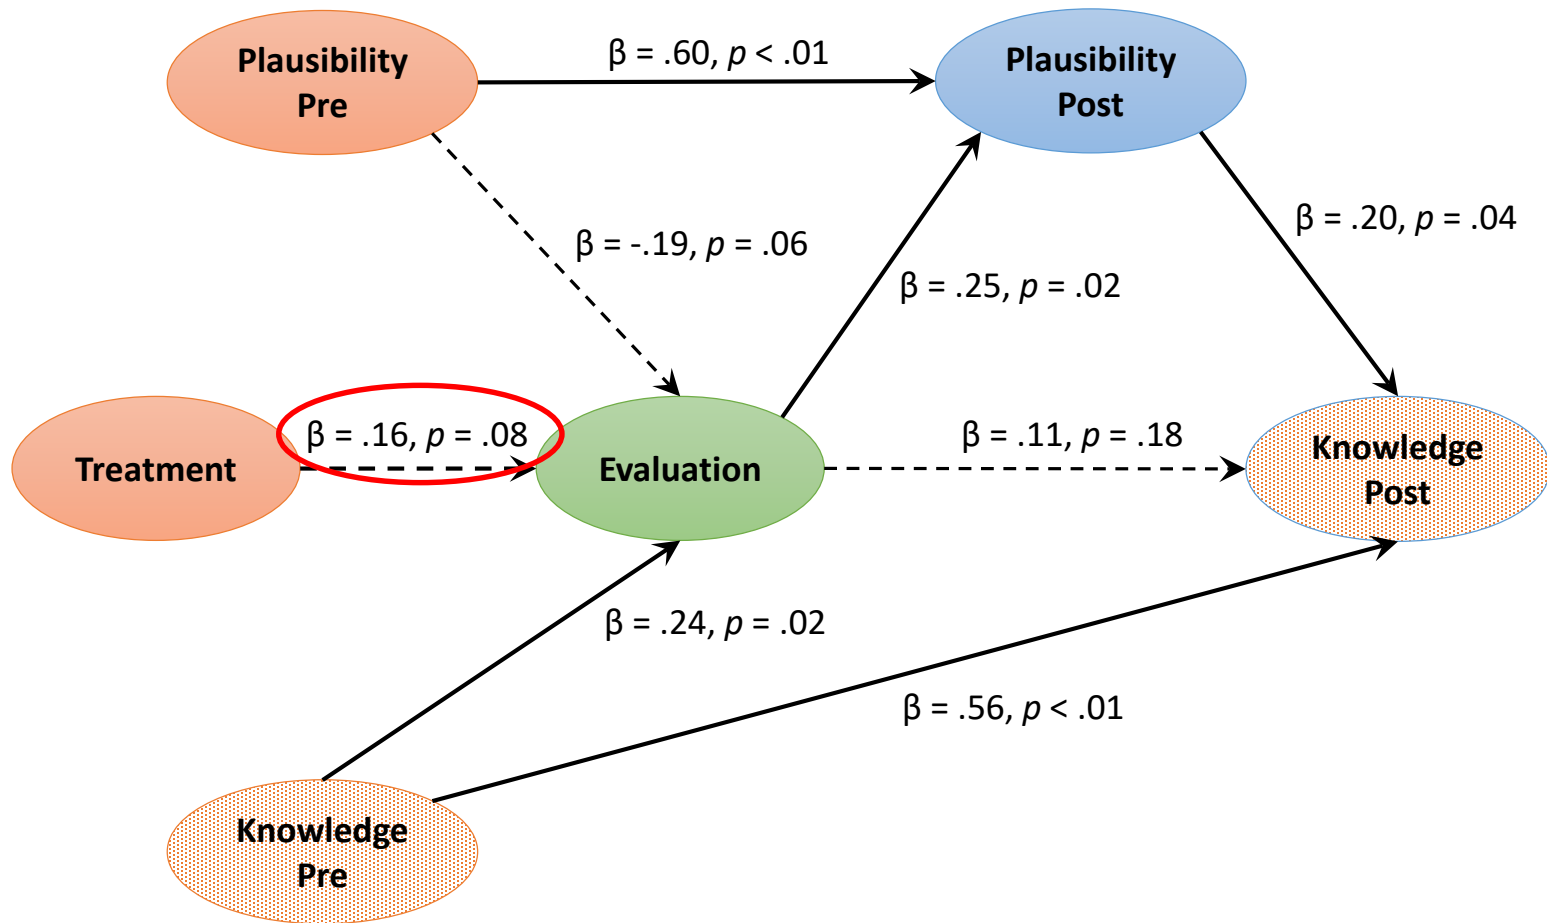 Plausibility
Pre
β = .60, p < .01
Plausibility
Post
β = -.19, p = .06
β = .25, p = .02
β = .20, p = .04
Treatment
β = .16, p = .08
Evaluation
β = .11, p = .18
Knowledge
Post
β = .24, p = .02
β = .56, p < .01
Knowledge
Pre